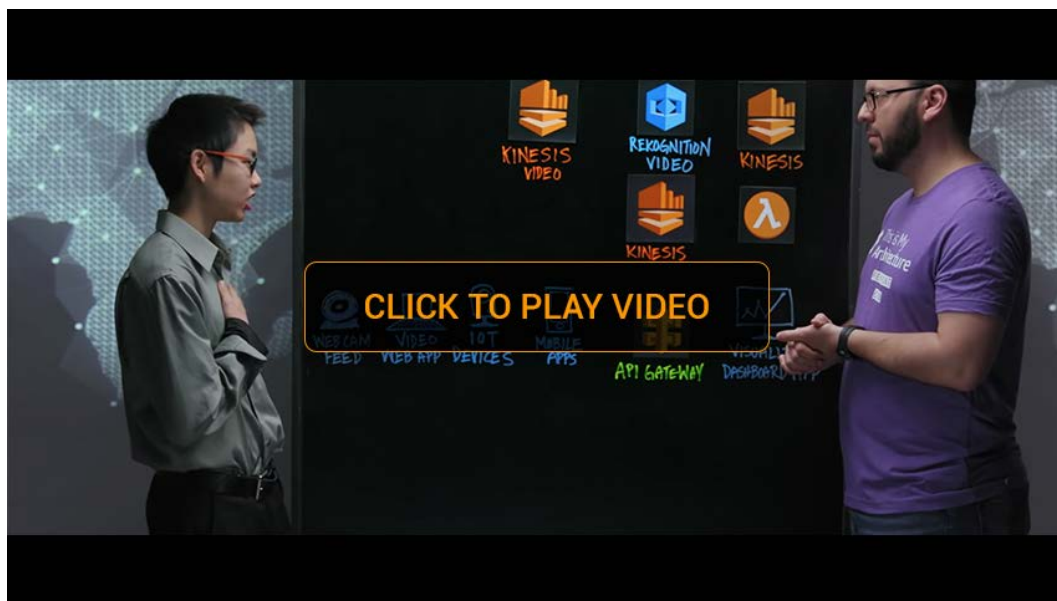 KINESIS
VIDEO
REKOGNITION
VIDEO
KINESIS
KINESIS
λ
This is My
Architecture
CLICK TO PLAY VIDEO
WEBCAM
FEED
VIDEO
WEB APP
IOT
DEVICES
MOBILE
APPS
API GATEWAY
DASHBOARD